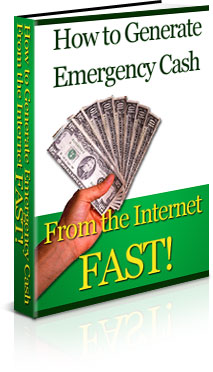 How to Generate
Emergency Cash
From the Internet
FAST!
How to Generate Emergency Cash
From the Internet FAST!